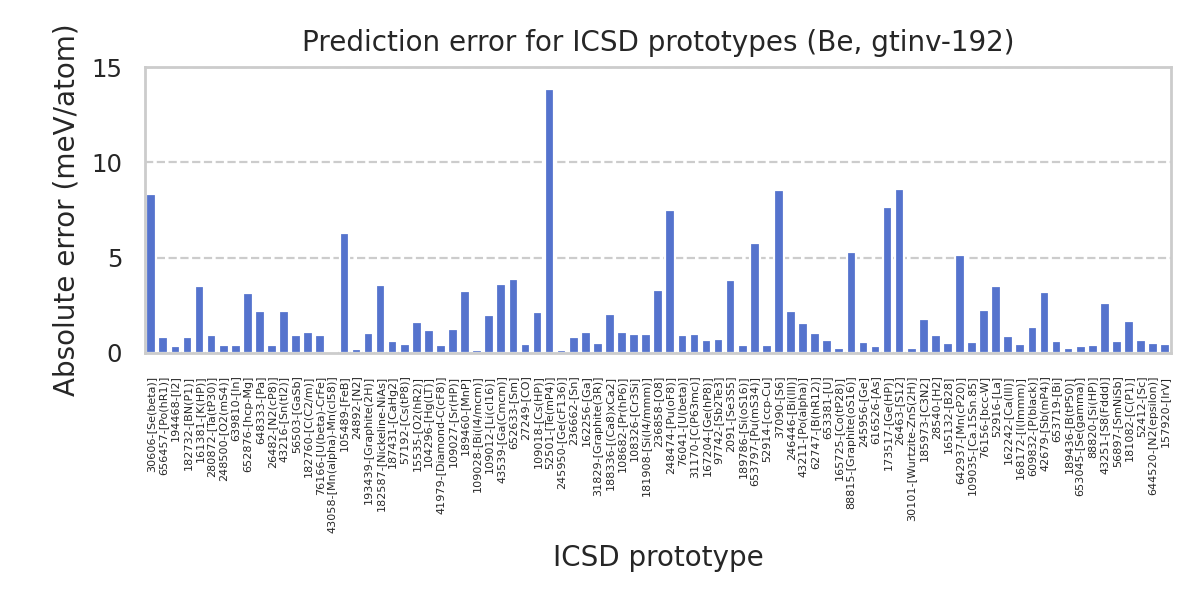 Prediction error for ICSD prototypes (Be, gtinv-192)
Absolute error (meV/atom)
15
10
5
0
30606-[Se(beta)]
656457-[Po(hR1)]
194468-[I2]
182732-[BN(P1)]
161381-[K(HP)]
280872-[Ta(tP30)]
248500-[O2(mS4)]
639810-[In]
652876-[hcp-Mg]
648333-[Pa]
26482-[N2(cP8)]
43216-[Sn(tI2)]
56503-[GaSb]
182760-[C(C2/m)]
76166-[U(beta)-CrFe]
43058-[Mn(alpha)-Mn(cI58)]
105489-[FeB]
24892-[N2]
193439-[Graphite(2H)]
182587-[Nickeline-NiAs]
187431-[CaHg2]
57192-[Cs(tP8)]
15535-[O2(hR2)]
104296-[Hg(LT)]
41979-[Diamond-C(cF8)]
109027-[Sr(HP)]
189460-[MnP]
109028-[Bi(I4/mcm)]
109012-[Li(cI16)]
43539-[Ga(Cmcm)]
652633-[Sm]
27249-[CO]
109018-[Cs(HP)]
52501-[Te(mP4)]
245950-[Ge(cF136)]
236662-[Sn]
162256-[Ga]
31829-[Graphite(3R)]
188336-[(Ca8)xCa2]
108682-[Pr(hP6)]
108326-[Cr3Si]
181908-[Si(I4/mmm)]
236858-[O8]
248474-[Pu(oF8)]
76041-[U(beta)]
31170-[C(P63mc)]
167204-[Ge(hP8)]
97742-[Sb2Te3]
2091-[Se3S5]
189786-[Si(oS16)]
653797-[Pu(mS34)]
52914-[ccp-Cu]
37090-[S6]
246446-[Bi(III)]
43211-[Po(alpha)]
62747-[B(hR12)]
653381-[U]
165725-[Co(tP28)]
88815-[Graphite(oS16)]
245956-[Ge]
616526-[As]
173517-[Ge(HP)]
26463-[S12]
30101-[Wurtzite-ZnS(2H)]
185973-[C3N2]
28540-[H2]
165132-[B28]
642937-[Mn(cP20)]
109035-[Ca.15Sn.85]
76156-[bcc-W]
52916-[La]
162242-[Ca(III)]
168172-[I(Immm)]
609832-[P(black)]
42679-[Sb(mP4)]
653719-[Bi]
189436-[B(tP50)]
653045-[Se(gamma)]
88820-[Si(HP)]
43251-[S8(Fddd)]
56897-[SmNiSb]
181082-[C(P1)]
52412-[Sc]
644520-[N2(epsilon)]
157920-[IrV]
ICSD prototype